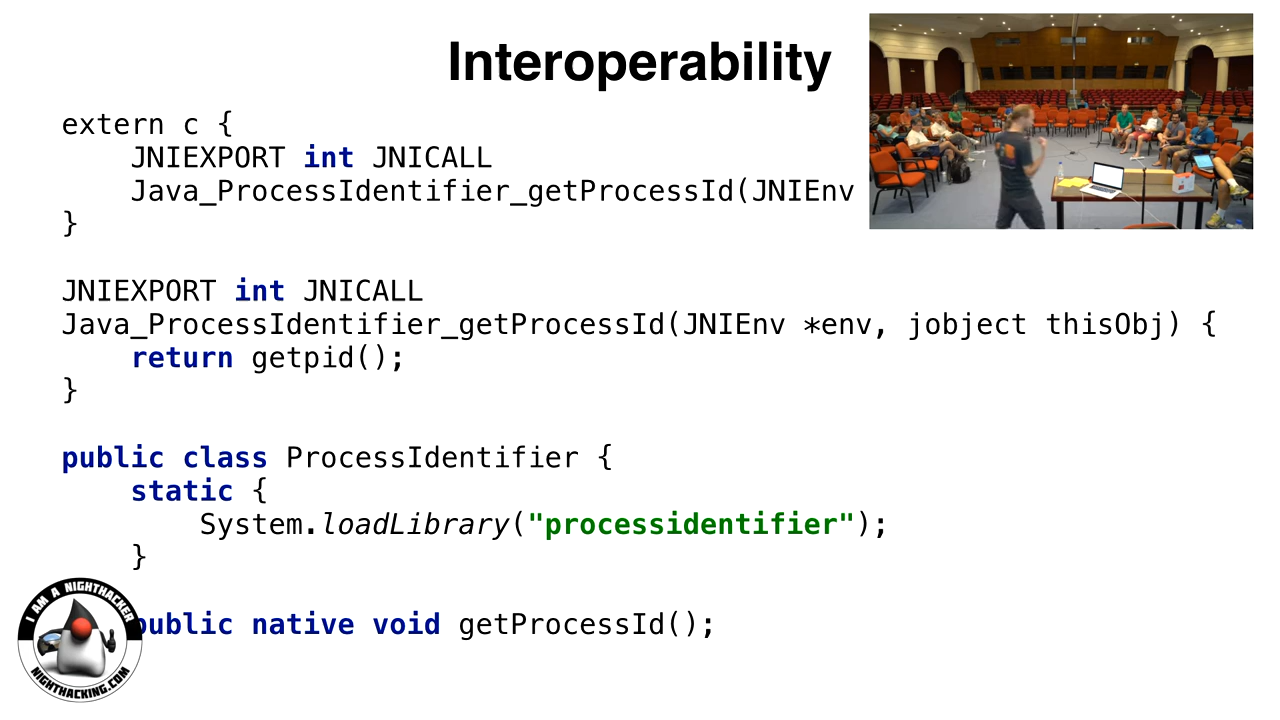 Interoperability
extern c {
    JNIEXPORT int JNICALL
    Java_ProcessIdentifier_getProcessId(JNIEnv
}
JNIEXPORT int JNICALL
Java_ProcessIdentifier_getProcessId(JNIEnv *env, jobject thisObj) {
    return getpid();
}
public class ProcessIdentifier {
    static {
        System.loadLibrary("processidentifier");
    }
    public native void getProcessId();
I AM A NIGHTHACKER
NIGHTHACKING.COM